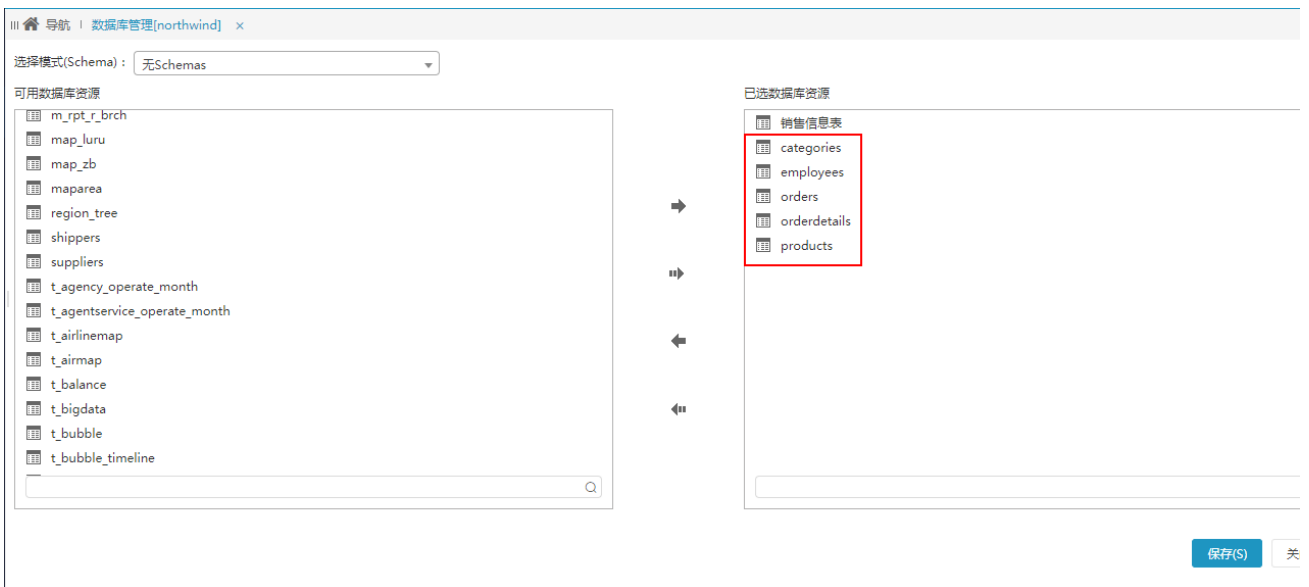 导航 数据库管理[northwind] ×
选择模式(Schema)： 无Schemas
可用数据库资源
m_rpt_r_brch
map_luru
map_zb
maparea
region_tree
shippers
suppliers
t_agency_operate_month
t_agentservice_operate_month
t_airlinemap
t_airmap
t_balance
t_bigdata
t_bubble
t_bubble_timeline
已选数据库资源
销售信息表
categories
employees
orders
orderdetails
products
保存(S) 关